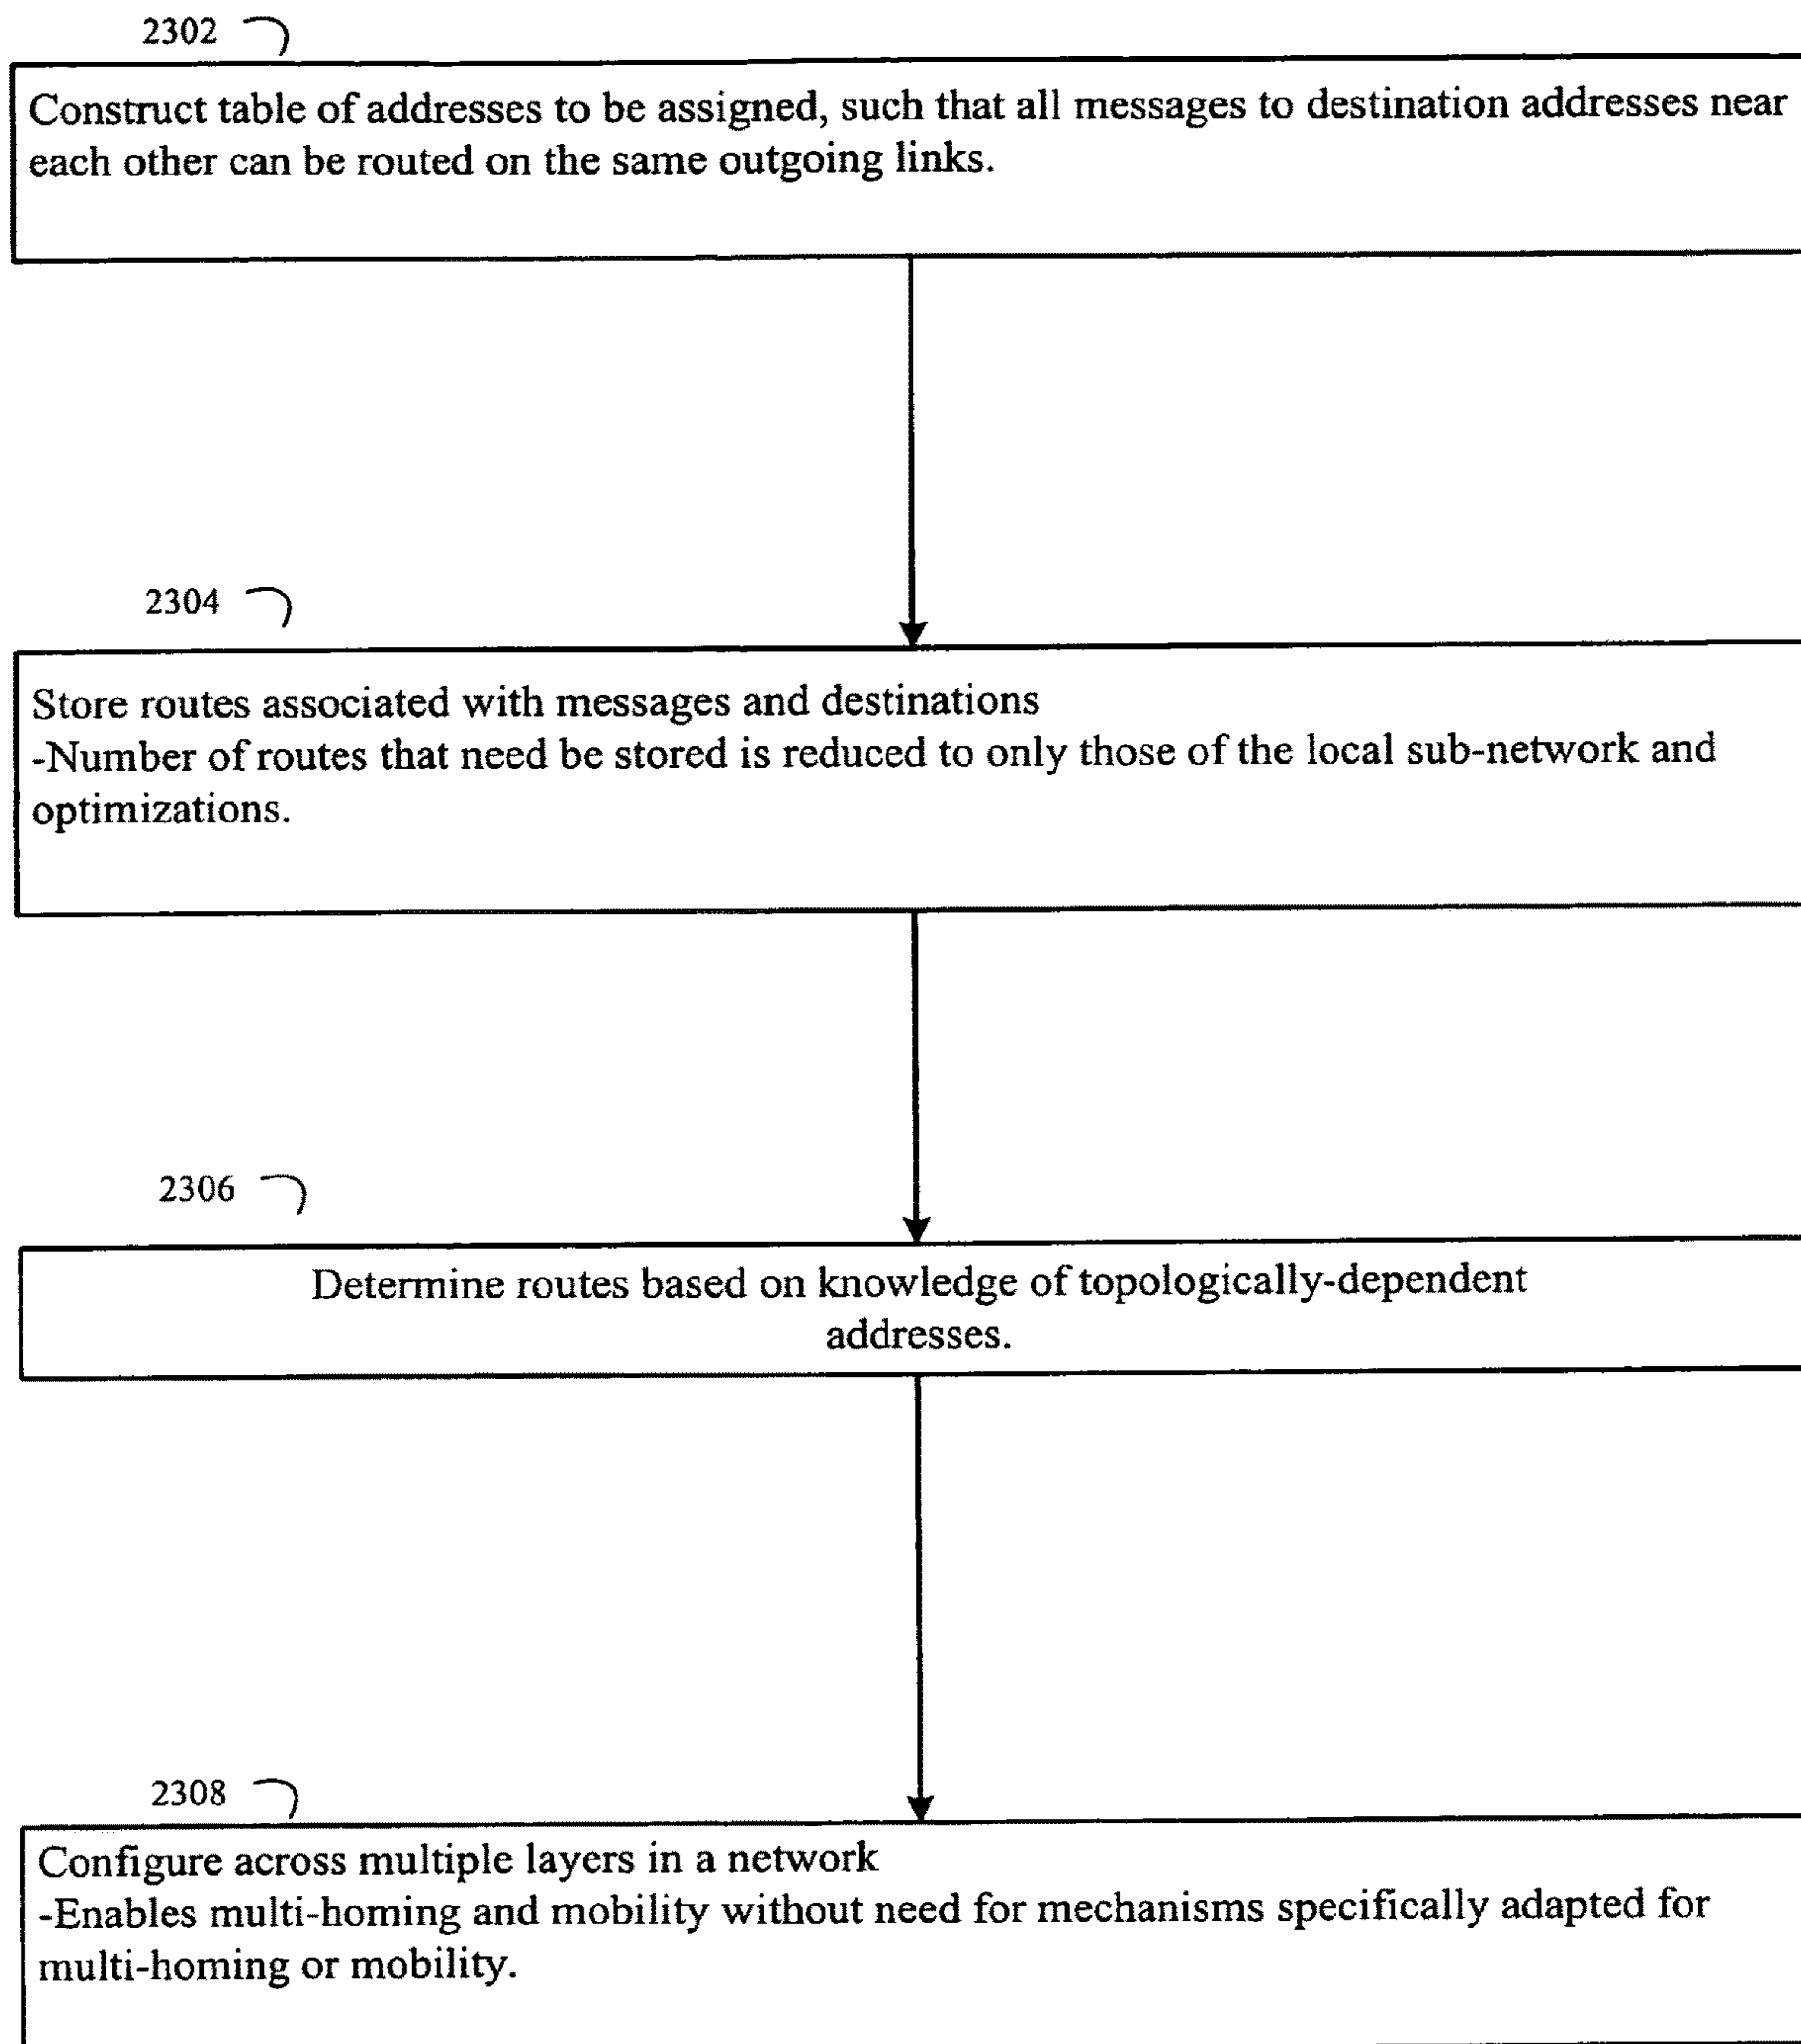 2302
Construct table of addresses to be assigned, such that all messages to destination addresses near
each other can be routed on the same outgoing links.
2304
Store routes associated with messages and destinations
-Number of routes that need be stored is reduced to only those of the local sub-network and
optimizations.
2306
Determine routes based on knowledge of topologically-dependent
addresses.
2308
Configure across multiple layers in a network
-Enables multi-homing and mobility without need for mechanisms specifically adapted for
multi-homing or mobility.